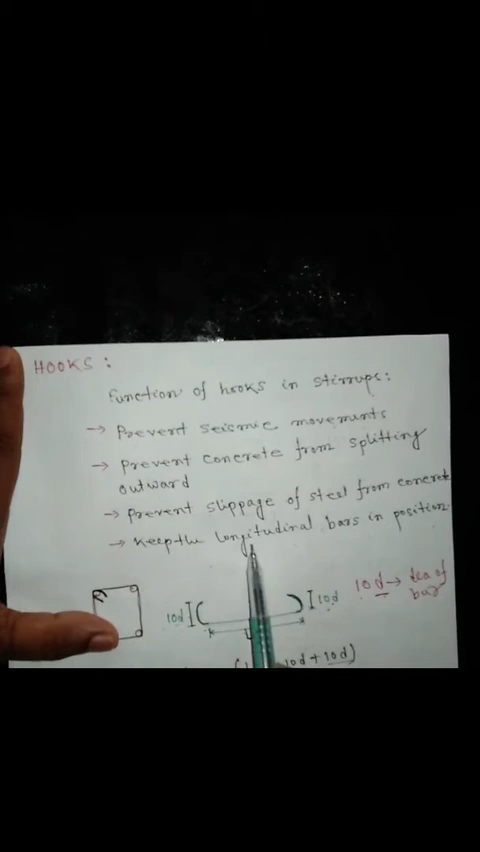 HOOKS :
Function of hooks in stirrups:
→ Prevent seismic movements
→ Prevent concrete from splitting
outward
→ Prevent slippage of steel from concrete
→ Keep the longitudinal bars in position.
10d 10d 10d → dia of
bar
10d + 10d)